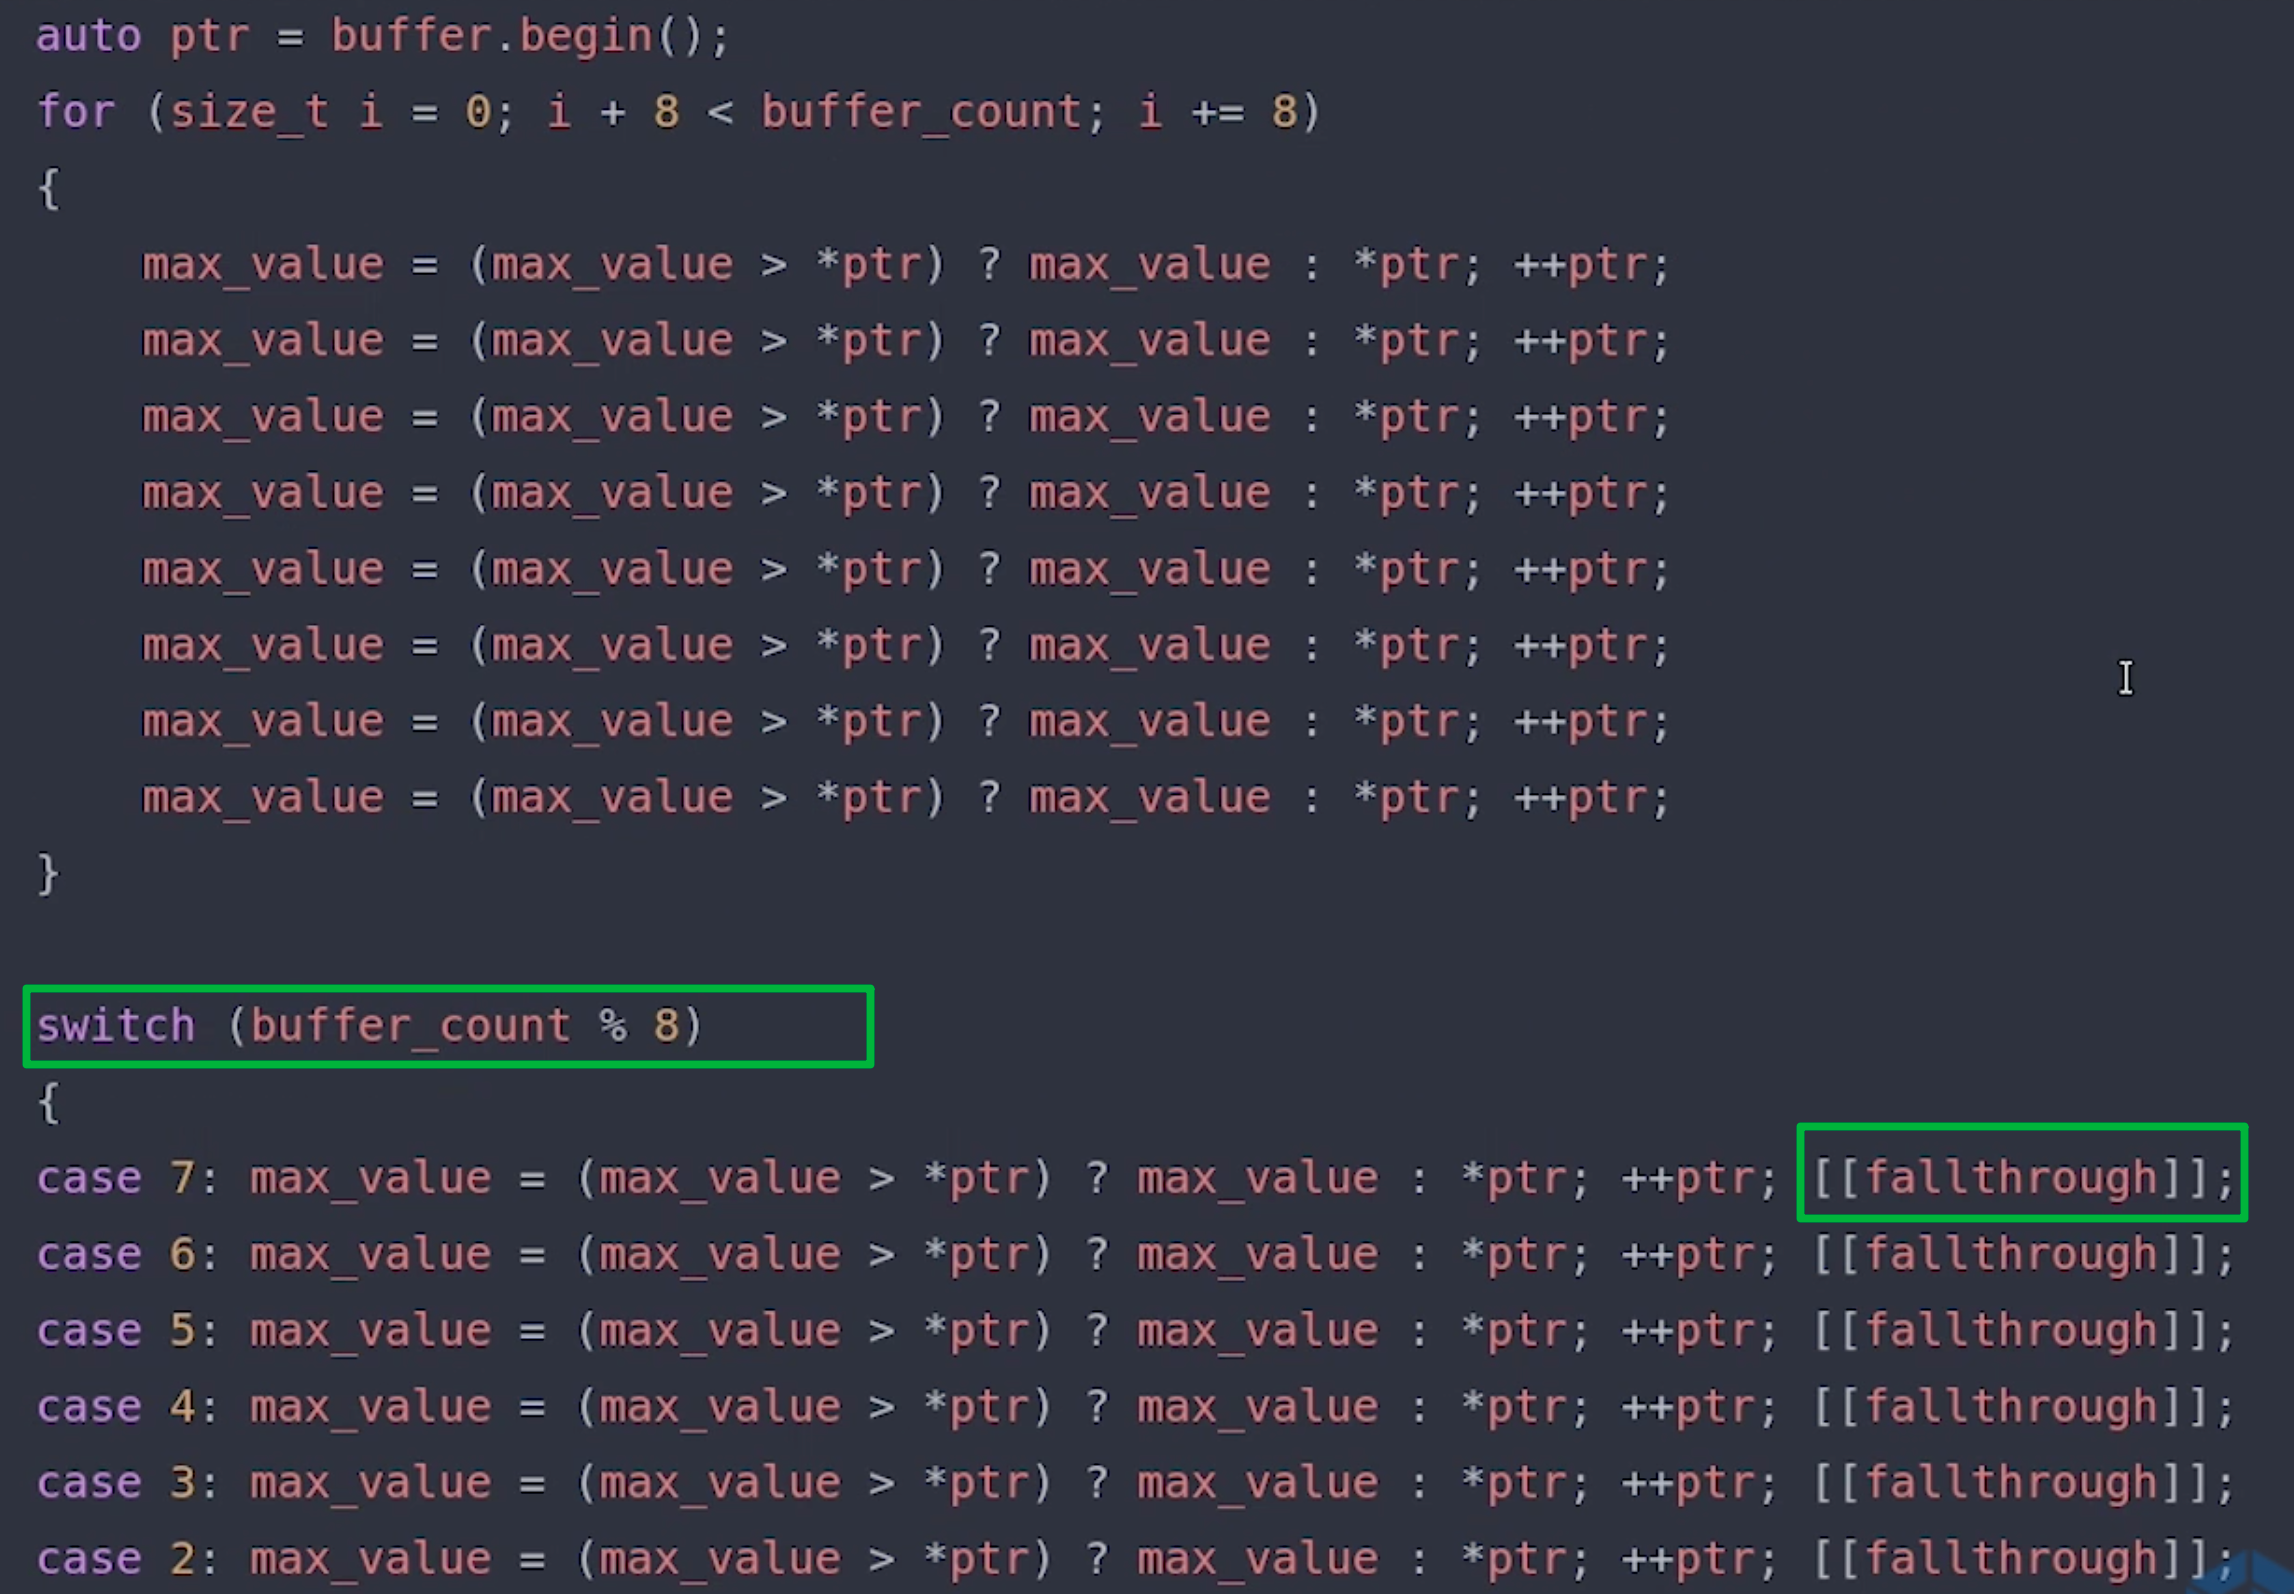 auto ptr = buffer.begin();
for (size_t i = 0; i + 8 < buffer_count; i += 8)
{
    max_value = (max_value > *ptr) ? max_value : *ptr; ++ptr;
    max_value = (max_value > *ptr) ? max_value : *ptr; ++ptr;
    max_value = (max_value > *ptr) ? max_value : *ptr; ++ptr;
    max_value = (max_value > *ptr) ? max_value : *ptr; ++ptr;
    max_value = (max_value > *ptr) ? max_value : *ptr; ++ptr;
    max_value = (max_value > *ptr) ? max_value : *ptr; ++ptr;
    max_value = (max_value > *ptr) ? max_value : *ptr; ++ptr;
    max_value = (max_value > *ptr) ? max_value : *ptr; ++ptr;
}
switch (buffer_count % 8)
{
case 7: max_value = (max_value > *ptr) ? max_value : *ptr; ++ptr; [[fallthrough]];
case 6: max_value = (max_value > *ptr) ? max_value : *ptr; ++ptr; [[fallthrough]];
case 5: max_value = (max_value > *ptr) ? max_value : *ptr; ++ptr; [[fallthrough]];
case 4: max_value = (max_value > *ptr) ? max_value : *ptr; ++ptr; [[fallthrough]];
case 3: max_value = (max_value > *ptr) ? max_value : *ptr; ++ptr; [[fallthrough]];
case 2: max_value = (max_value > *ptr) ? max_value : *ptr; ++ptr; [[fallthrough]];